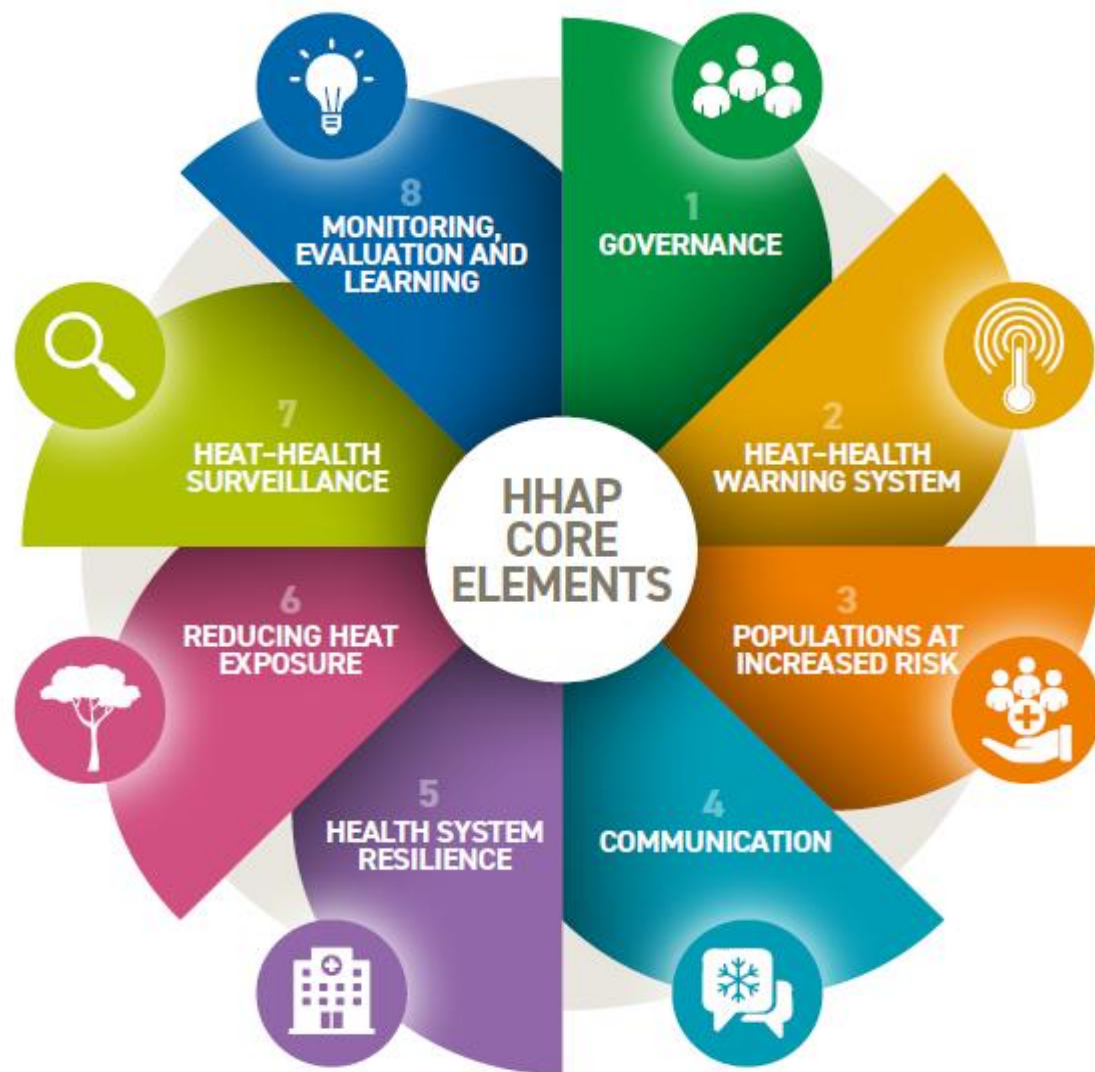 HHAP
CORE
ELEMENTS
1
GOVERNANCE
2
HEAT–HEALTH
WARNING SYSTEM
3
POPULATIONS AT
INCREASED RISK
4
COMMUNICATION
5
HEALTH SYSTEM
RESILIENCE
6
REDUCING HEAT
EXPOSURE
7
HEAT–HEALTH
SURVEILLANCE
8
MONITORING,
EVALUATION AND
LEARNING